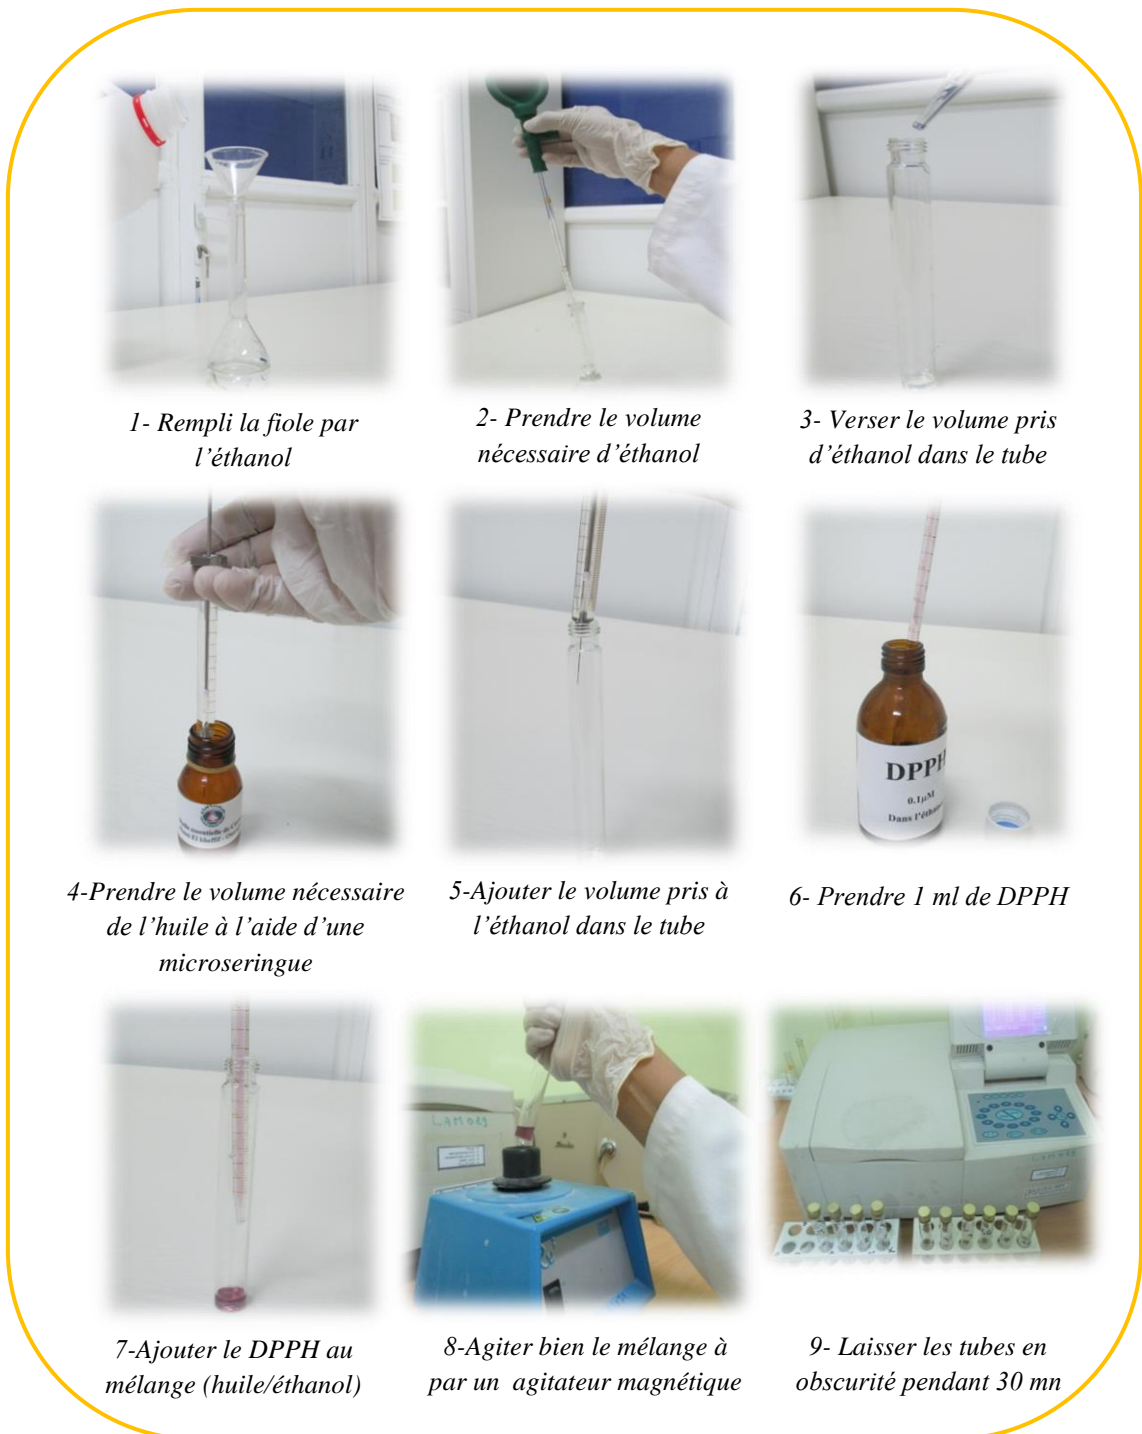 1- Rempli la fiole par
l’éthanol
2- Prendre le volume
nécessaire d’éthanol
3- Verser le volume pris
d’éthanol dans le tube
DPPH
0.1µM
Dans l’éthan
4-Prendre le volume nécessaire
de l’huile à l’aide d’une
microseringue
5-Ajouter le volume pris à
l’éthanol dans le tube
6- Prendre 1 ml de DPPH
7-Ajouter le DPPH au
mélange (huile/éthanol)
8-Agiter bien le mélange à
par un agitateur magnétique
9- Laisser les tubes en
obscurité pendant 30 mn